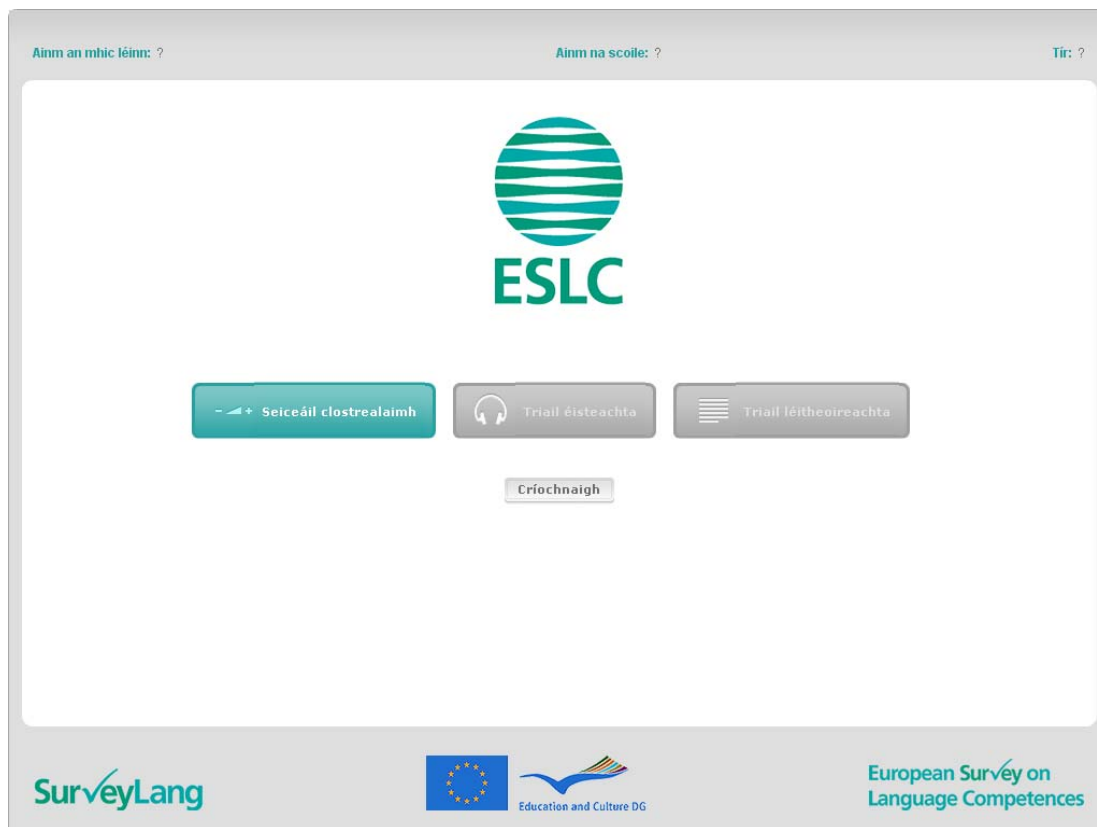 Ainm an mhic léinn: ? Ainm na scoile: ? Tír: ?
ESLC
- + Seiceáil clostrealaimh Triail éisteachta Triail léitheoireachta
Críochnaigh
SurveyLang
Education and Culture DG
European Survey on
Language Competences